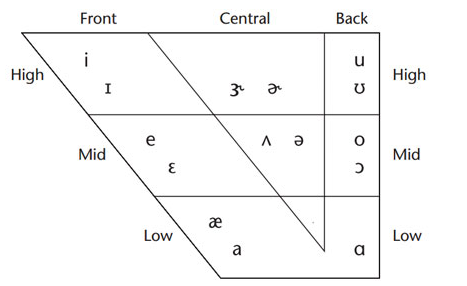 Front Central Back
i u
High High
ɪ ɝ ɚ ʊ
e ʌ ə o
Mid Mid
ɛ ɔ
æ
Low Low
a ɑ